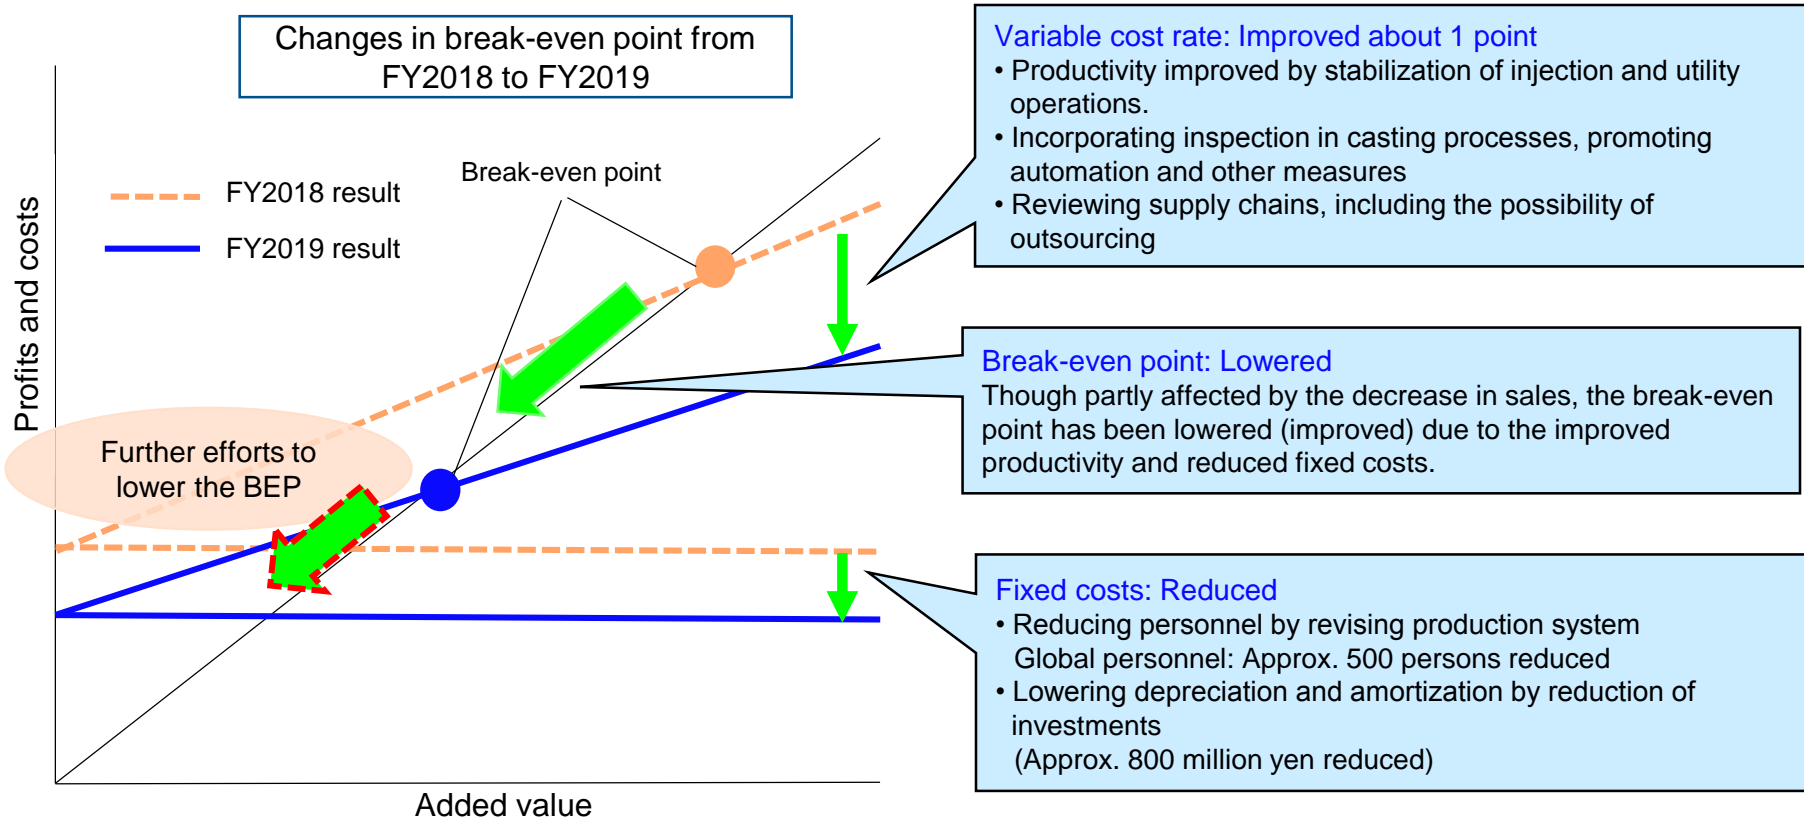 Changes in break-even point from
FY2018 to FY2019
Profits and costs
FY2018 result
FY2019 result
Break-even point
Further efforts to
lower the BEP
Added value
Variable cost rate: Improved about 1 point
• Productivity improved by stabilization of injection and utility
operations.
• Incorporating inspection in casting processes, promoting
automation and other measures
• Reviewing supply chains, including the possibility of
outsourcing
Break-even point: Lowered
Though partly affected by the decrease in sales, the break-even
point has been lowered (improved) due to the improved
productivity and reduced fixed costs.
Fixed costs: Reduced
• Reducing personnel by revising production system
Global personnel: Approx. 500 persons reduced
• Lowering depreciation and amortization by reduction of
investments
(Approx. 800 million yen reduced)